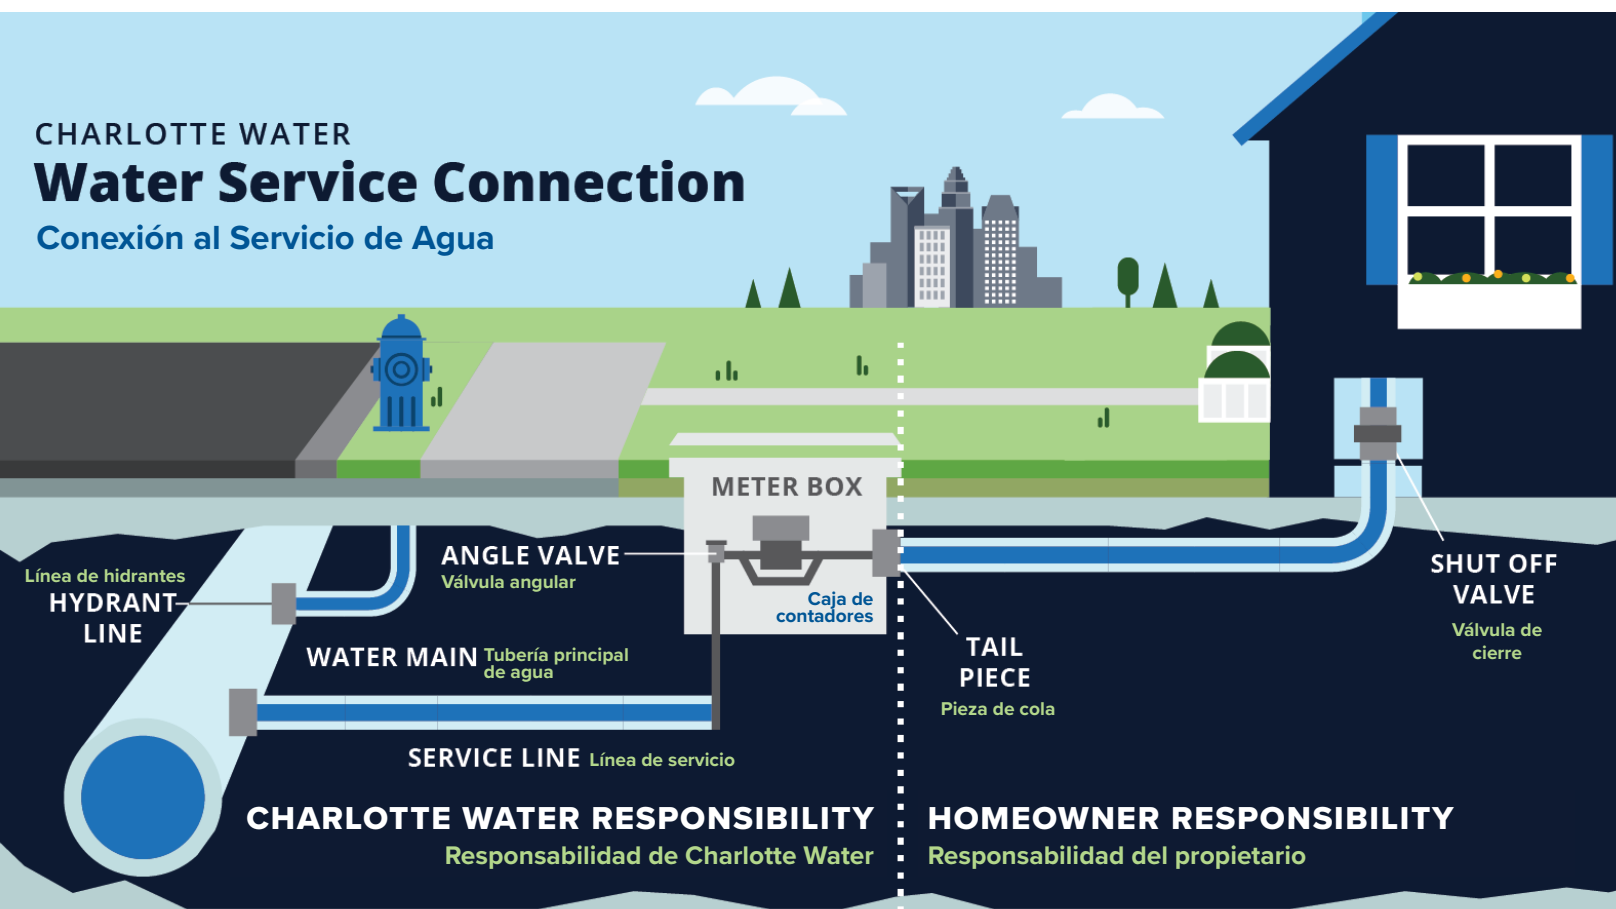 CHARLOTTE WATER
Water Service Connection
Conexión al Servicio de Agua
METER BOX
ANGLE VALVE
Válvula angular
Línea de hidrantes
HYDRANT
LINE
Caja de
contadores
WATER MAIN
Tubería principal
de agua
SERVICE LINE Línea de servicio
TAIL
PIECE
Pieza de cola
SHUT OFF
VALVE
Válvula de
cierre
CHARLOTTE WATER RESPONSIBILITY
Responsabilidad de Charlotte Water
HOMEOWNER RESPONSIBILITY
Responsabilidad del propietario